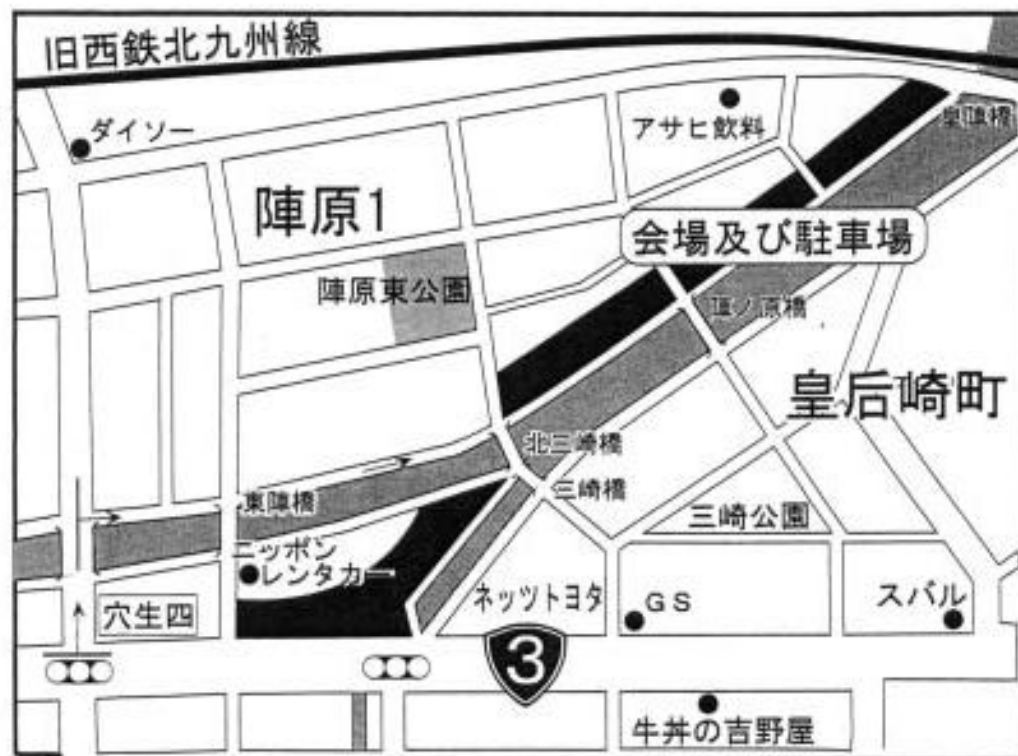 旧西鉄北九州線
ダイソー
アサヒ飲料
皇陣橋
陣原1
会場及び駐車場
陣原東公園
皇后崎町
北三崎橋
三崎橋
東陣橋
三崎公園
ニッポン
レンタカー
ネッツトヨタ
GS
スバル
穴生四
3
牛丼の吉野屋